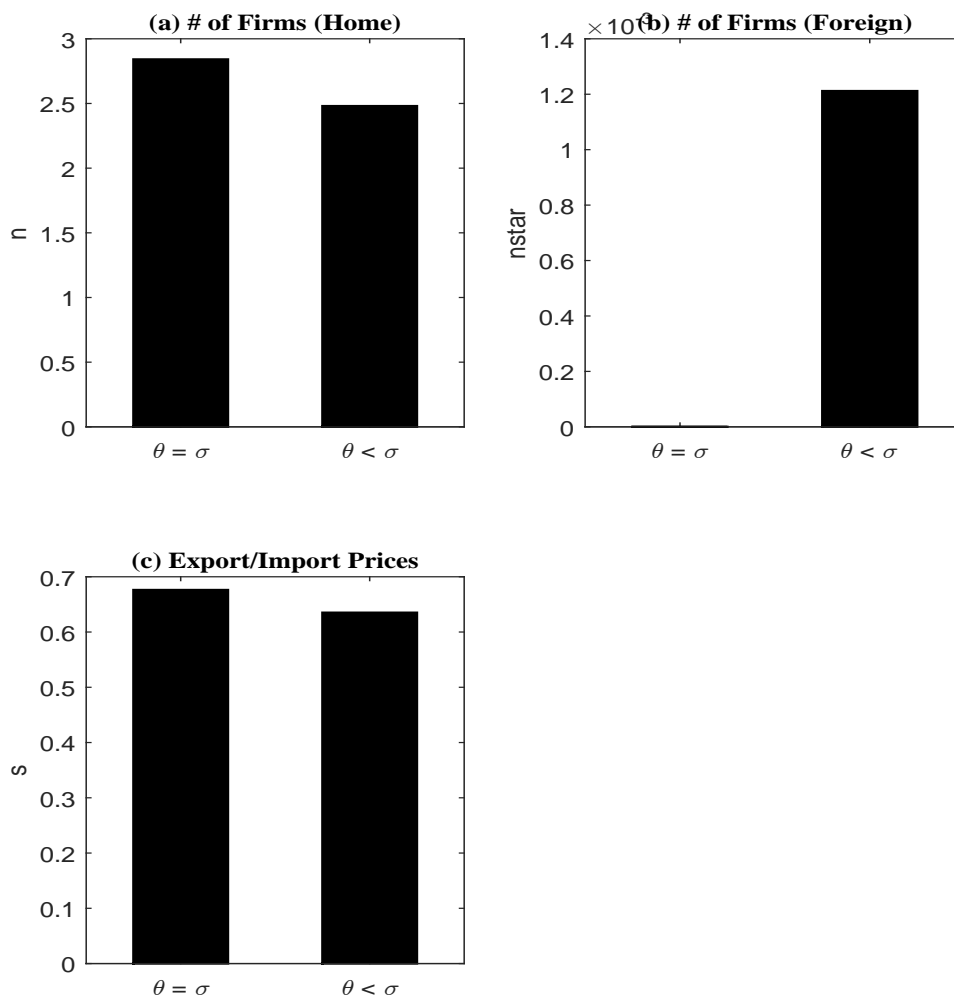 (a) # of Firms (Home)
3
2.5
2
1.5
1
0.5
0
n
θ = σ
θ < σ
×10⁻³
(b) # of Firms (Foreign)
1.4
1.2
1
0.8
0.6
0.4
0.2
0
nstar
θ = σ
θ < σ
(c) Export/Import Prices
0.7
0.6
0.5
0.4
0.3
0.2
0.1
0
s
θ = σ
θ < σ